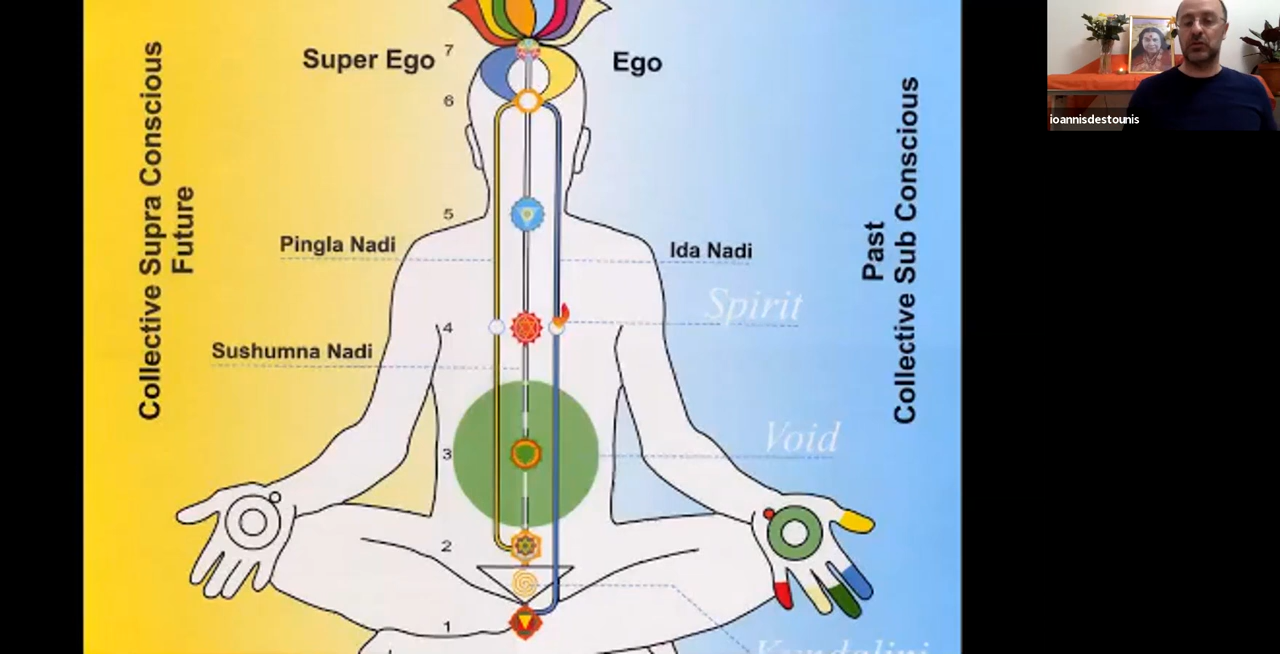 7
Super Ego
Ego
6
Collective Supra Conscious
Future
Past
Collective Sub Conscious
ioannisdestounis
5
Pingla Nadi
Ida Nadi
Spirit
4
Sushumna Nadi
Void
3
2
1
Kundalini